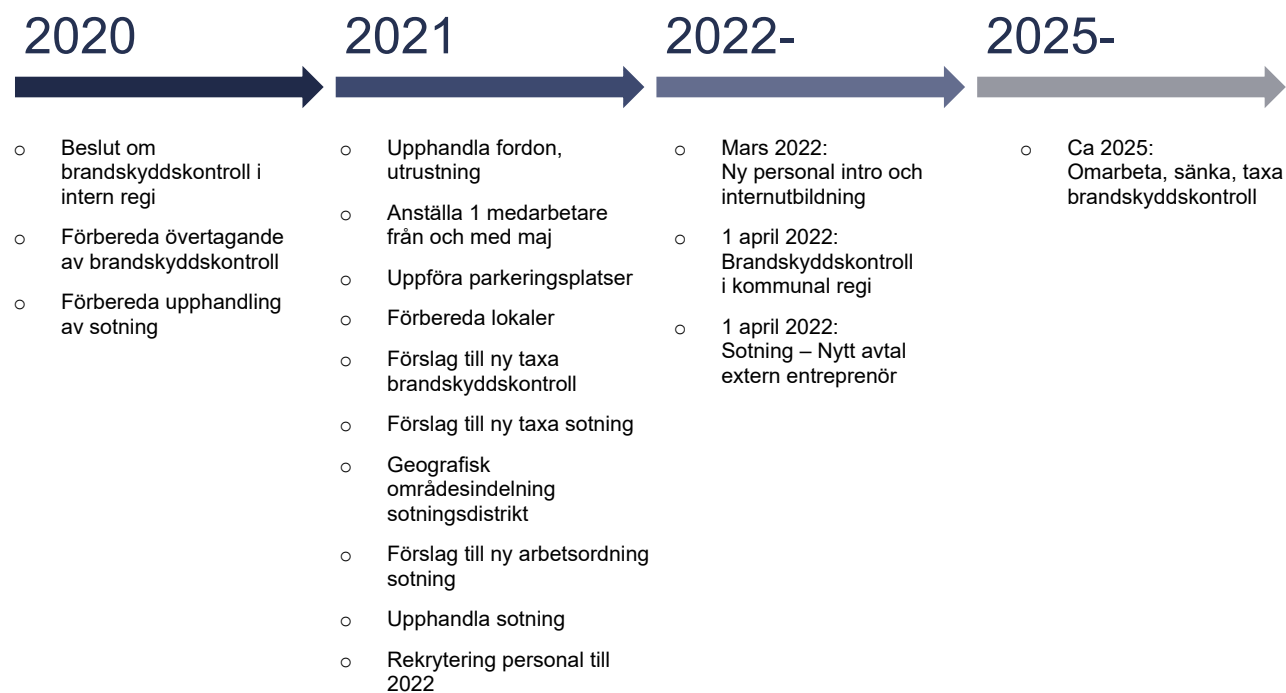 2020
Beslut om
brandskyddskontroll i
intern regi
Förbereda övertagande
av brandskyddskontroll
Förbereda upphandling
av sotning
2021
Upphandla fordon,
utrustning
Anställa 1 medarbetare
från och med maj
Uppföra parkeringsplatser
Förbereda lokaler
Förslag till ny taxa
brandskyddskontroll
Förslag till ny taxa sotning
Geografisk
områdesindelning
sotningsdistrikt
Förslag till ny arbetsordning
sotning
Upphandla sotning
Rekrytering personal till
2022
2022-
Mars 2022:
Ny personal intro och
internutbildning
1 april 2022:
Brandskyddskontroll
i kommunal regi
1 april 2022:
Sotning – Nytt avtal
extern entreprenör
2025-
Ca 2025:
Omarbeta, sänka, taxa
brandskyddskontroll